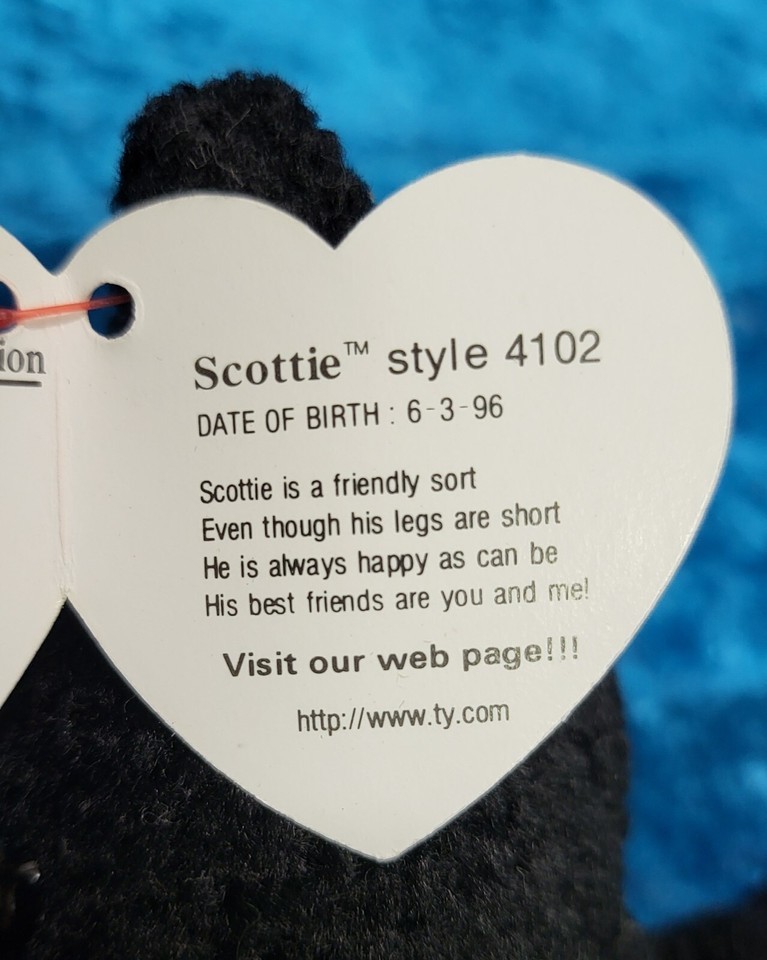 ion
Scottie™ style 4102
DATE OF BIRTH : 6-3-96
Scottie is a friendly sort
Even though his legs are short
He is always happy as can be
His best friends are you and me!
Visit our web page!!!
http://www.ty.com